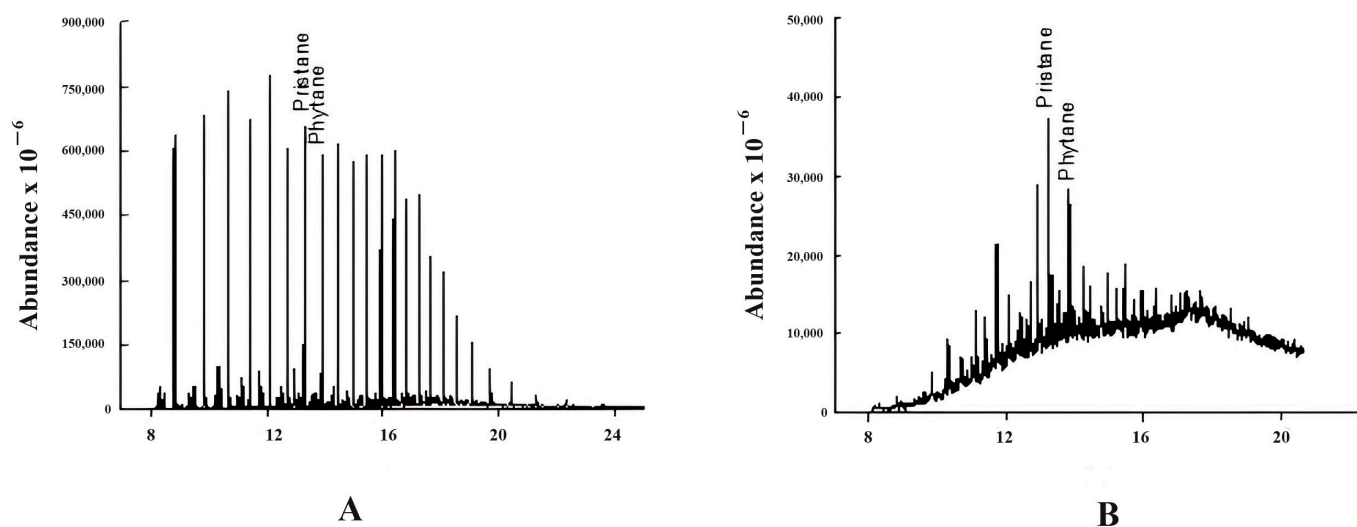 Abundance x 10⁻⁶
900,000
750,000
600,000
450,000
300,000
150,000
0
Pristane
Phytane
8 12 16 20 24
A
Abundance x 10⁻⁶
50,000
40,000
30,000
20,000
10,000
0
Pristane
Phytane
8 12 16 20
B